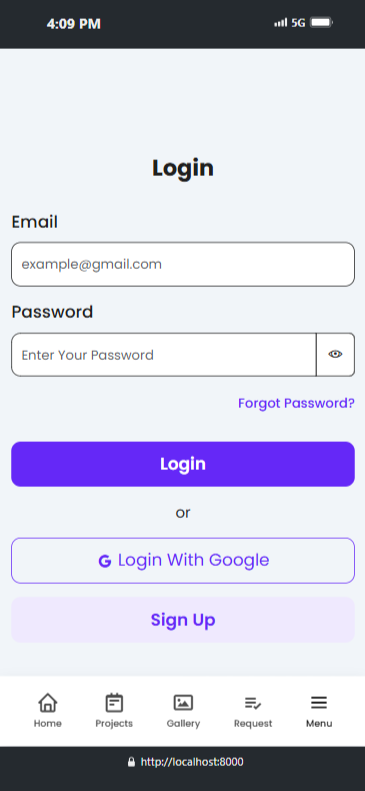 4:09 PM 5G
Login
Email
example@gmail.com
Password
Enter Your Password
Forgot Password?
Login
or
G Login With Google
Sign Up
Home Projects Gallery Request Menu
http://localhost:8000